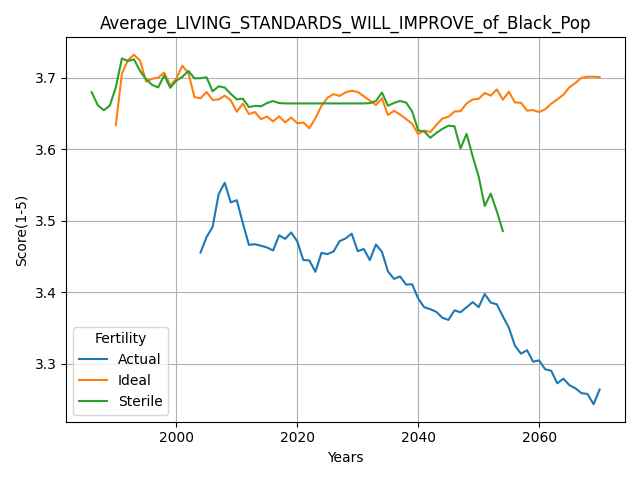 Average_LIVING_STANDARDS_WILL_IMPROVE_of_Black_Pop
3.7
3.6
3.5
3.4
3.3
Score(1-5)
Fertility
Actual
Ideal
Sterile
2000 2020 2040 2060
Years